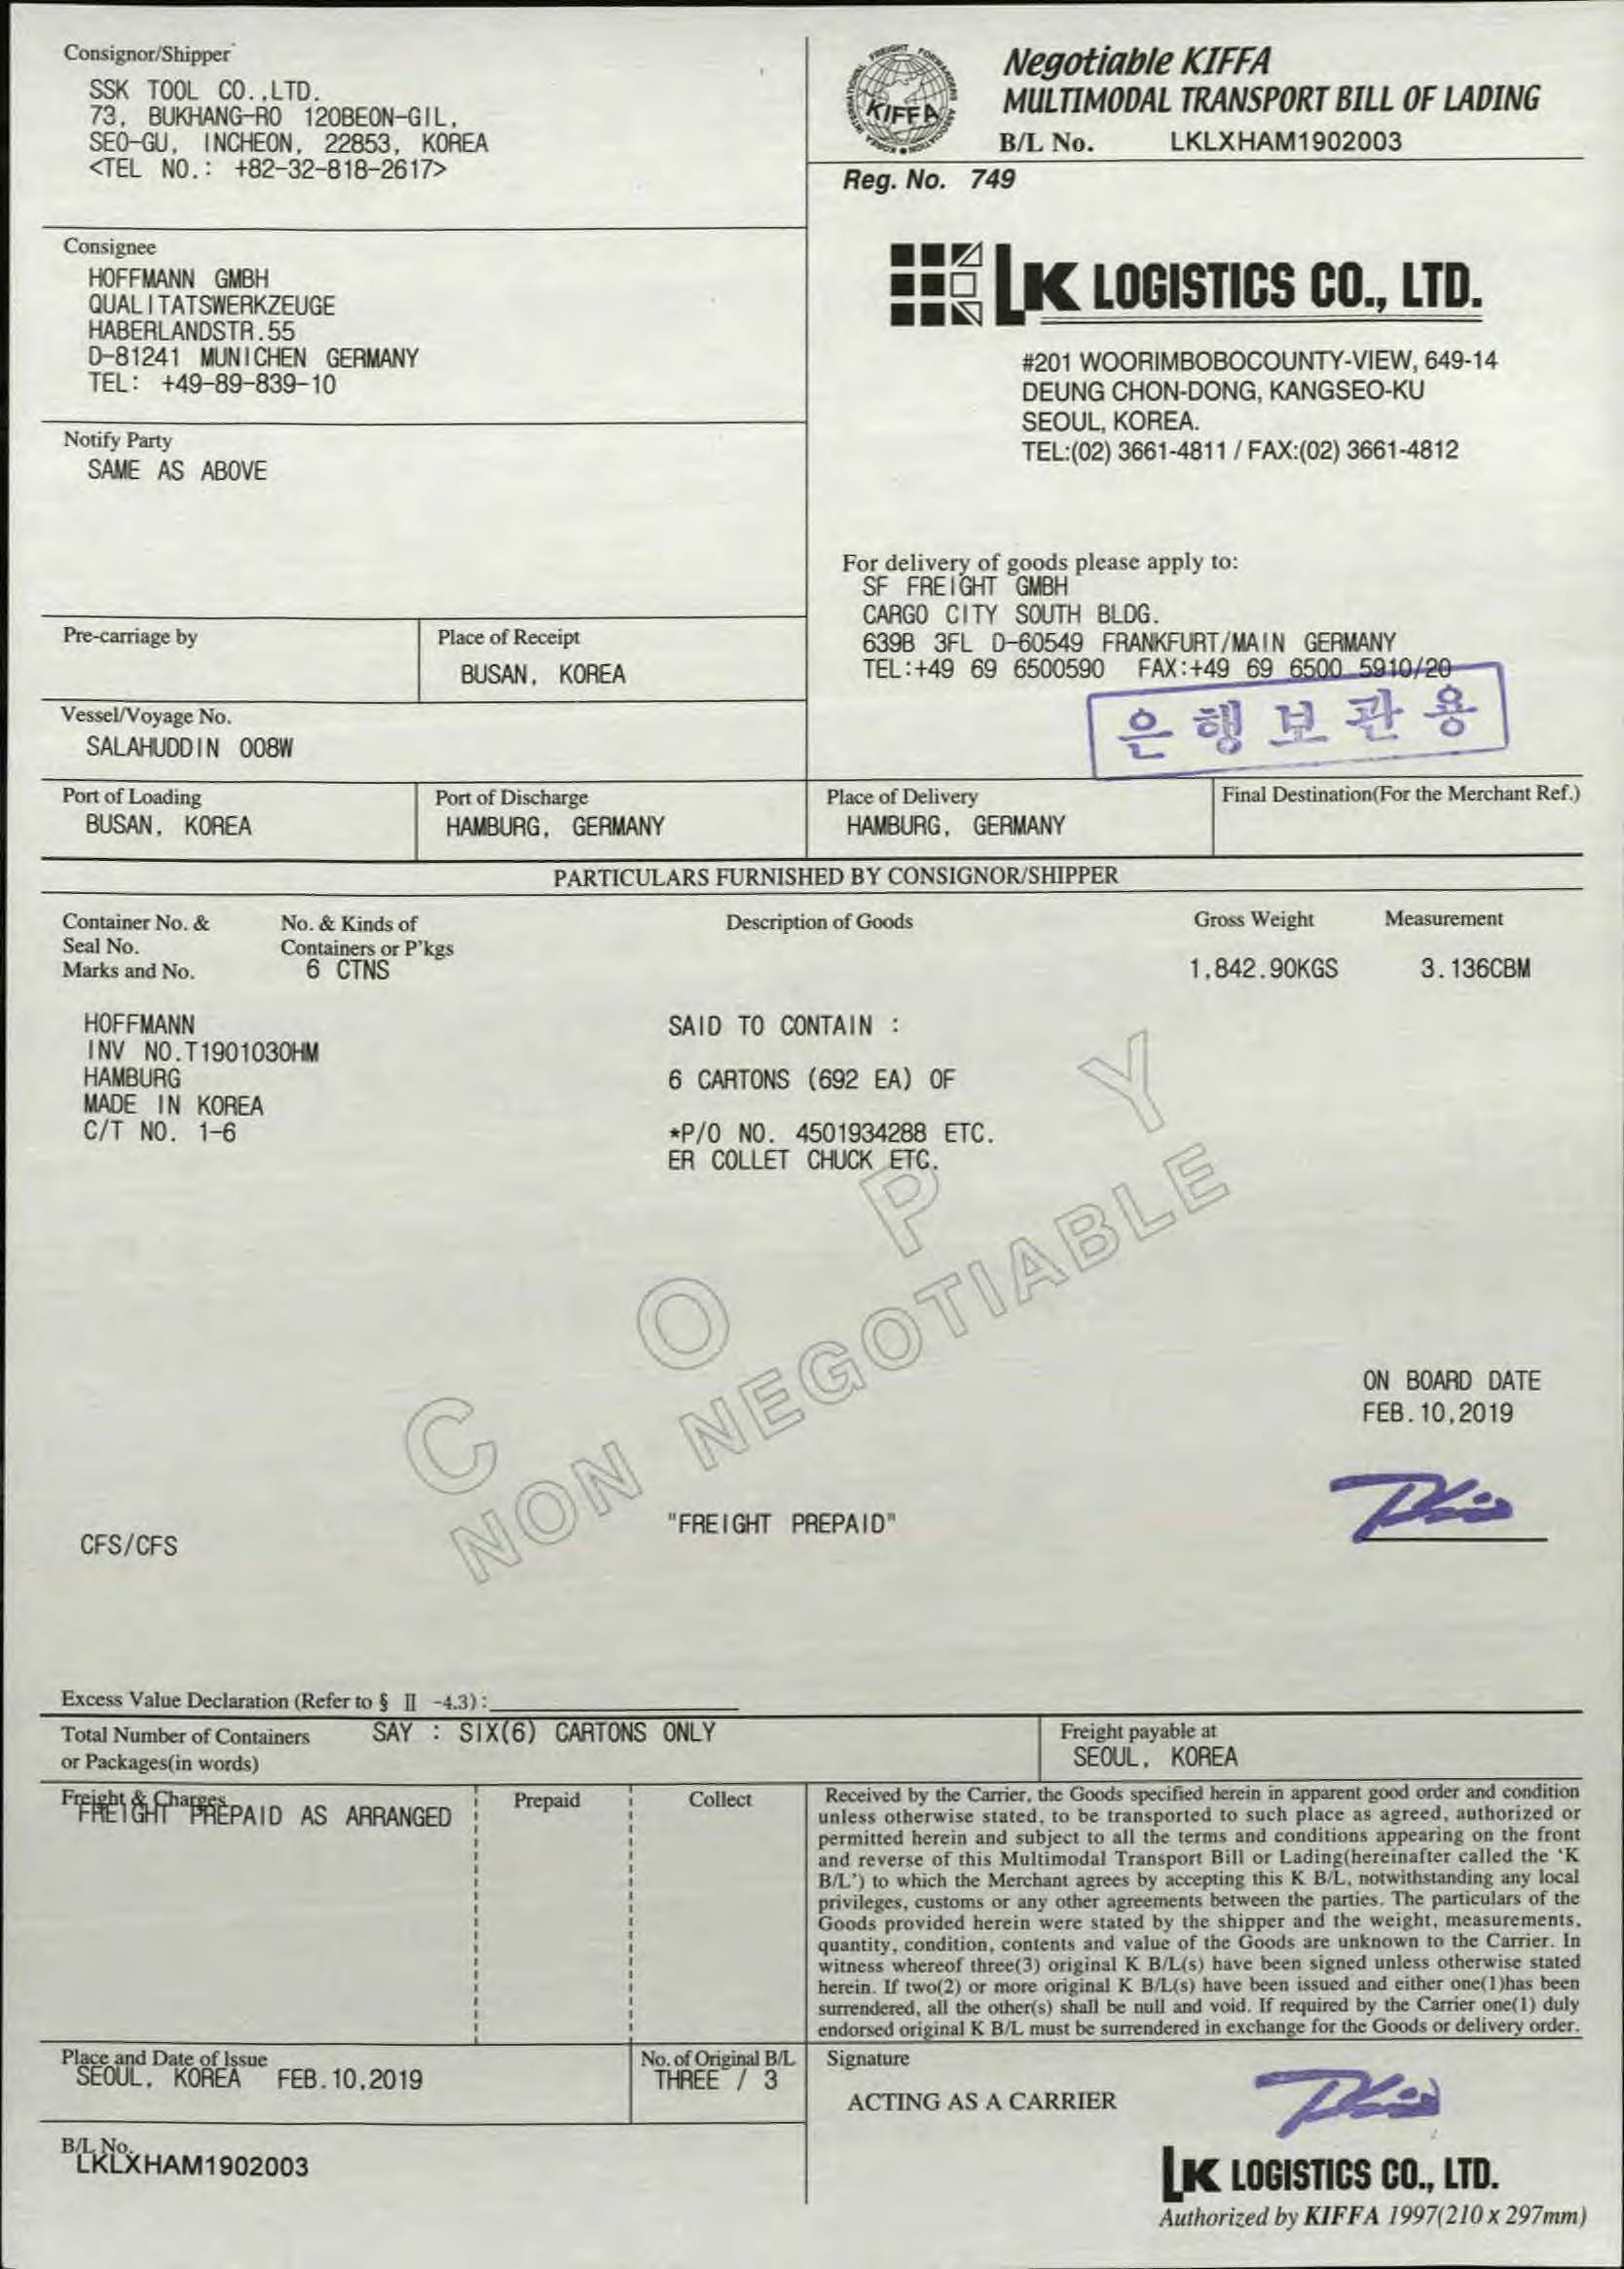 Consignor/Shipper
SSK TOOL CO.,LTD.
73, BUKHANG-RO 120BEON-GIL,
SEO-GU, INCHEON, 22853, KOREA
<TEL NO.: +82-32-818-2617>
KIFFA
Negotiable KIFFA
MULTIMODAL TRANSPORT BILL OF LADING
B/L No. LKLXHAM1902003
Reg. No. 749
Consignee
HOFFMANN GMBH
QUALITATSWERKZEUGE
HABERLANDSTR.55
D-81241 MUNICHEN GERMANY
TEL: +49-89-839-10
LK LOGISTICS CO., LTD.
#201 WOORIMBOBOCOUNTY-VIEW, 649-14
DEUNG CHON-DONG, KANGSEO-KU
SEOUL, KOREA.
TEL:(02) 3661-4811 / FAX:(02) 3661-4812
Notify Party
SAME AS ABOVE
For delivery of goods please apply to:
SF FREIGHT GMBH
CARGO CITY SOUTH BLDG.
639B 3FL D-60549 FRANKFURT/MAIN GERMANY
TEL:+49 69 6500590 FAX:+49 69 6500 5910/20
은행보관용
Pre-carriage by
Place of Receipt
BUSAN, KOREA
Vessel/Voyage No.
SALAHUDDIN 008W
Port of Loading
BUSAN, KOREA
Port of Discharge
HAMBURG, GERMANY
Place of Delivery
HAMBURG, GERMANY
Final Destination(For the Merchant Ref.)
PARTICULARS FURNISHED BY CONSIGNOR/SHIPPER
Container No. &
Seal No.
Marks and No.
No. & Kinds of
Containers or P'kgs
6 CTNS
Description of Goods
Gross Weight
1,842.90KGS
Measurement
3.136CBM
HOFFMANN
INV NO.T1901030HM
HAMBURG
MADE IN KOREA
C/T NO. 1-6
SAID TO CONTAIN :
6 CARTONS (692 EA) OF
*P/O NO. 4501934288 ETC.
ER COLLET CHUCK ETC.
COPY
NON NEGOTIABLE
ON BOARD DATE
FEB.10,2019
CFS/CFS
"FREIGHT PREPAID"
Excess Value Declaration (Refer to § II -4.3) :
Total Number of Containers
or Packages(in words)
SAY : SIX(6) CARTONS ONLY
Freight payable at
SEOUL, KOREA
Freight & Charges
FREIGHT PREPAID AS ARRANGED
Prepaid
Collect
Received by the Carrier, the Goods specified herein in apparent good order and condition
unless otherwise stated, to be transported to such place as agreed, authorized or
permitted herein and subject to all the terms and conditions appearing on the front
and reverse of this Multimodal Transport Bill or Lading(hereinafter called the 'K
B/L') to which the Merchant agrees by accepting this K B/L, notwithstanding any local
privileges, customs or any other agreements between the parties. The particulars of the
Goods provided herein were stated by the shipper and the weight, measurements,
quantity, condition, contents and value of the Goods are unknown to the Carrier. In
witness whereof three(3) original K B/L(s) have been signed unless otherwise stated
herein. If two(2) or more original K B/L(s) have been issued and either one(1)has been
surrendered, all the other(s) shall be null and void. If required by the Carrier one(1) duly
endorsed original K B/L must be surrendered in exchange for the Goods or delivery order.
Place and Date of Issue
SEOUL, KOREA FEB.10,2019
No. of Original B/L
THREE / 3
Signature
ACTING AS A CARRIER
B/L No.
LKLXHAM1902003
LK LOGISTICS CO., LTD.
Authorized by KIFFA 1997(210 x 297mm)